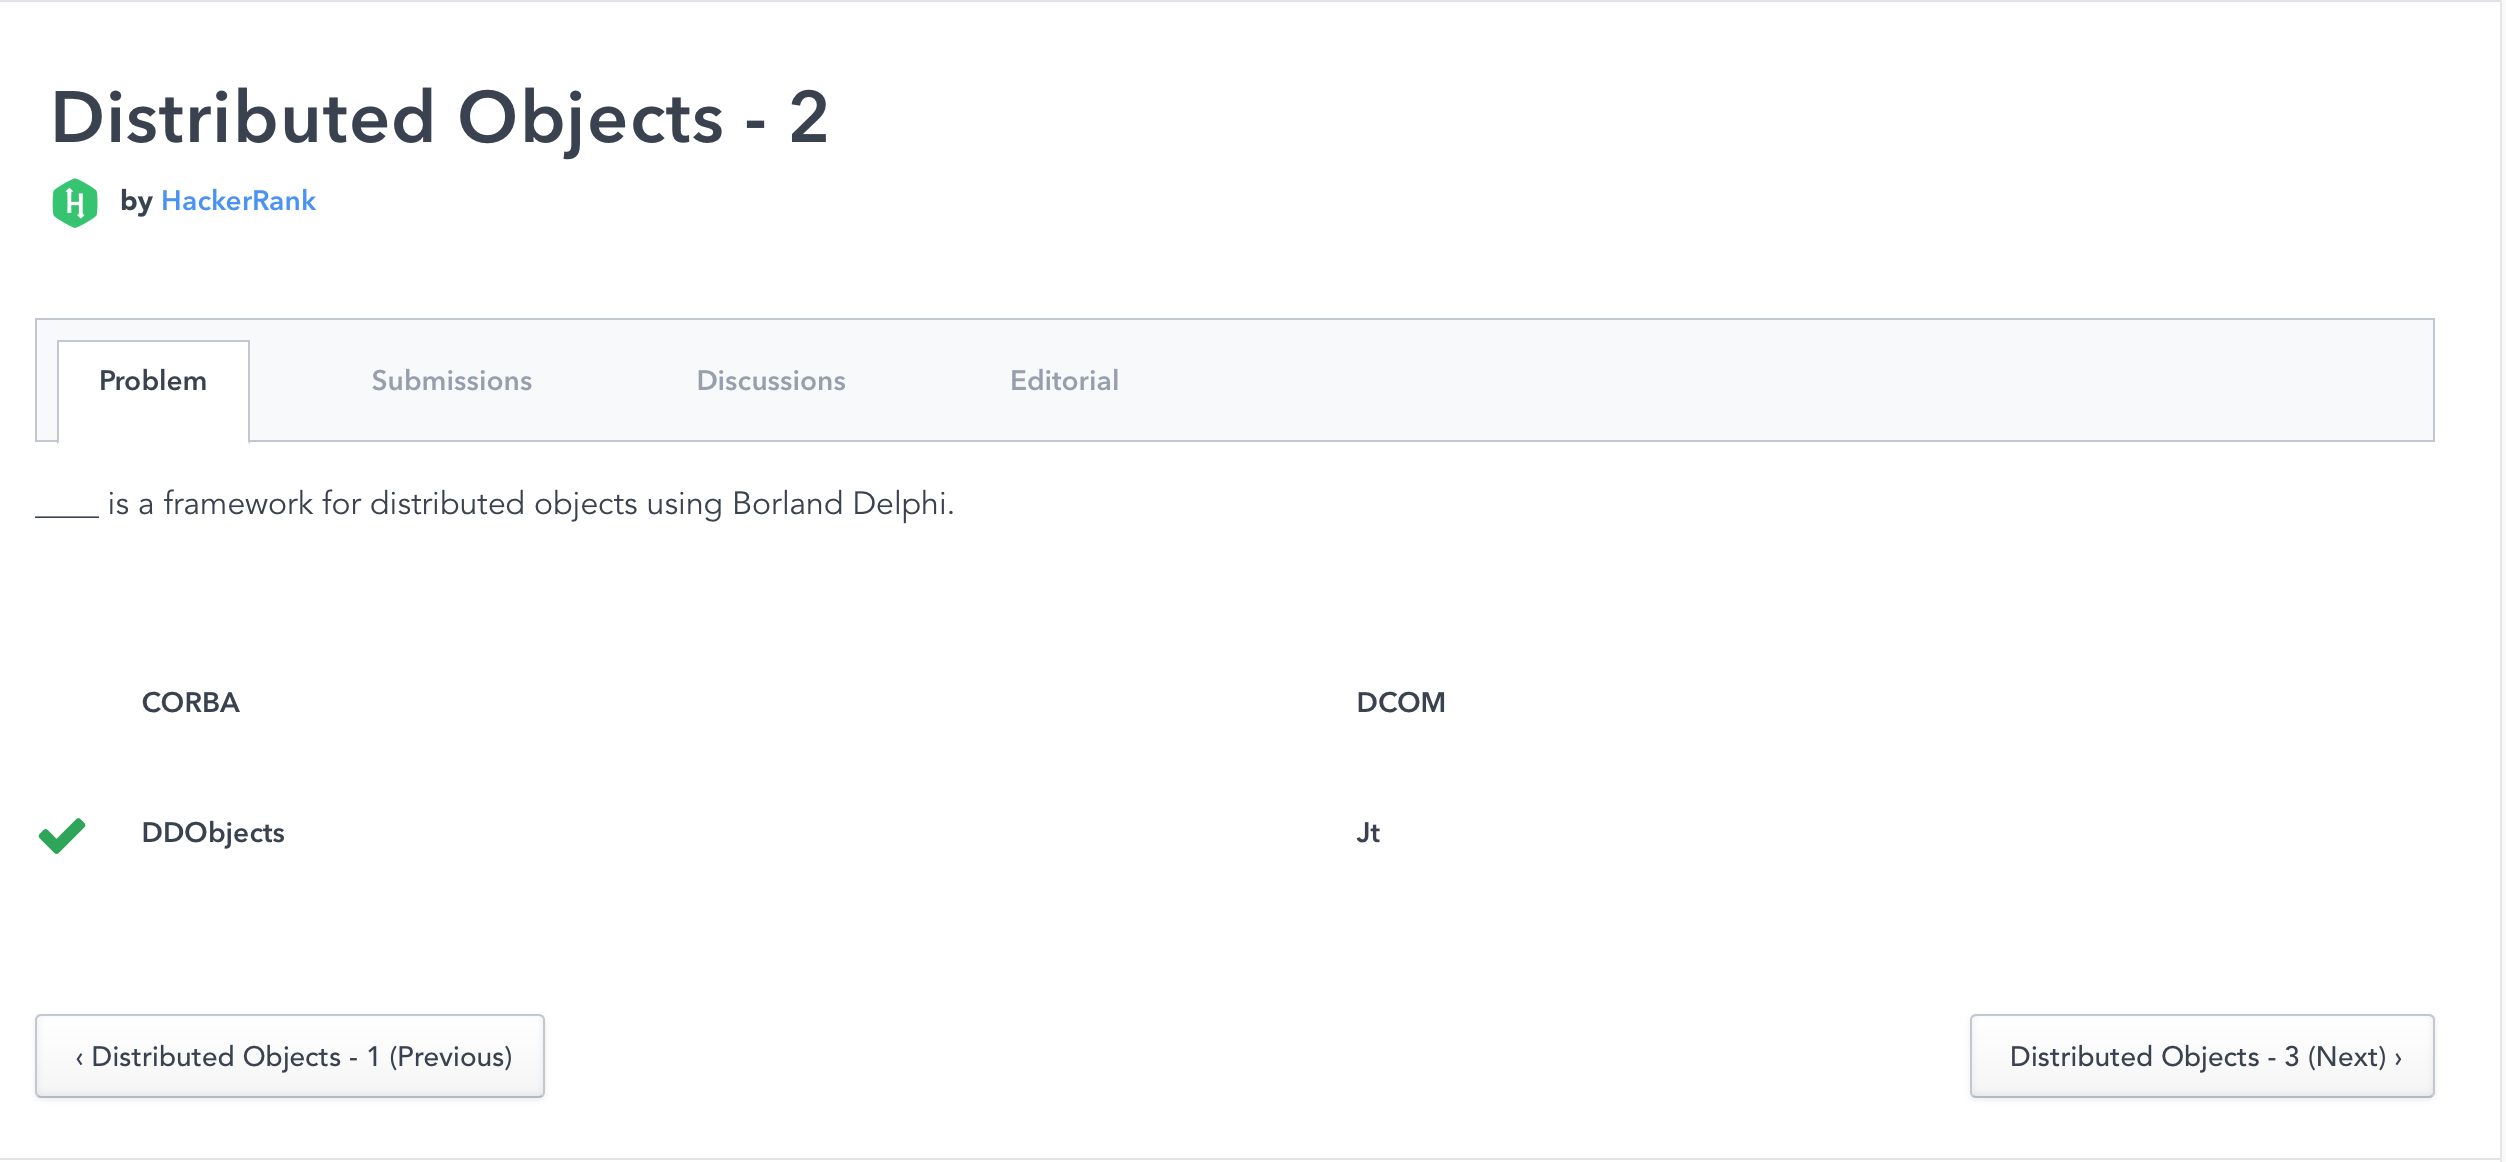 Distributed Objects - 2
by HackerRank
Problem Submissions Discussions Editorial
____ is a framework for distributed objects using Borland Delphi.
CORBA DCOM
DDObjects Jt
‹ Distributed Objects - 1 (Previous) Distributed Objects - 3 (Next) ›